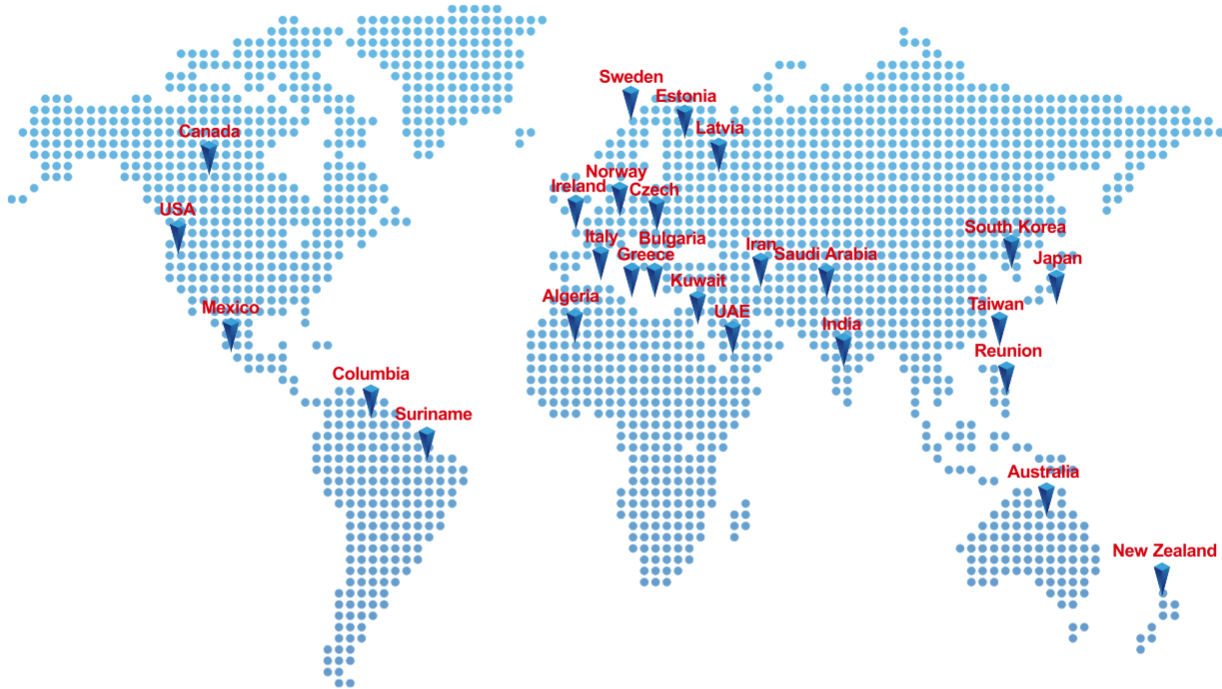 Sweden
Estonia
Latvia
Canada
Norway
Ireland
Czech
USA
South Korea
Italy
Bulgaria
Iran
Greece
Saudi Arabia
Japan
Kuwait
Algeria
Mexico
UAE
Taiwan
India
Reunion
Columbia
Suriname
Australia
New Zealand